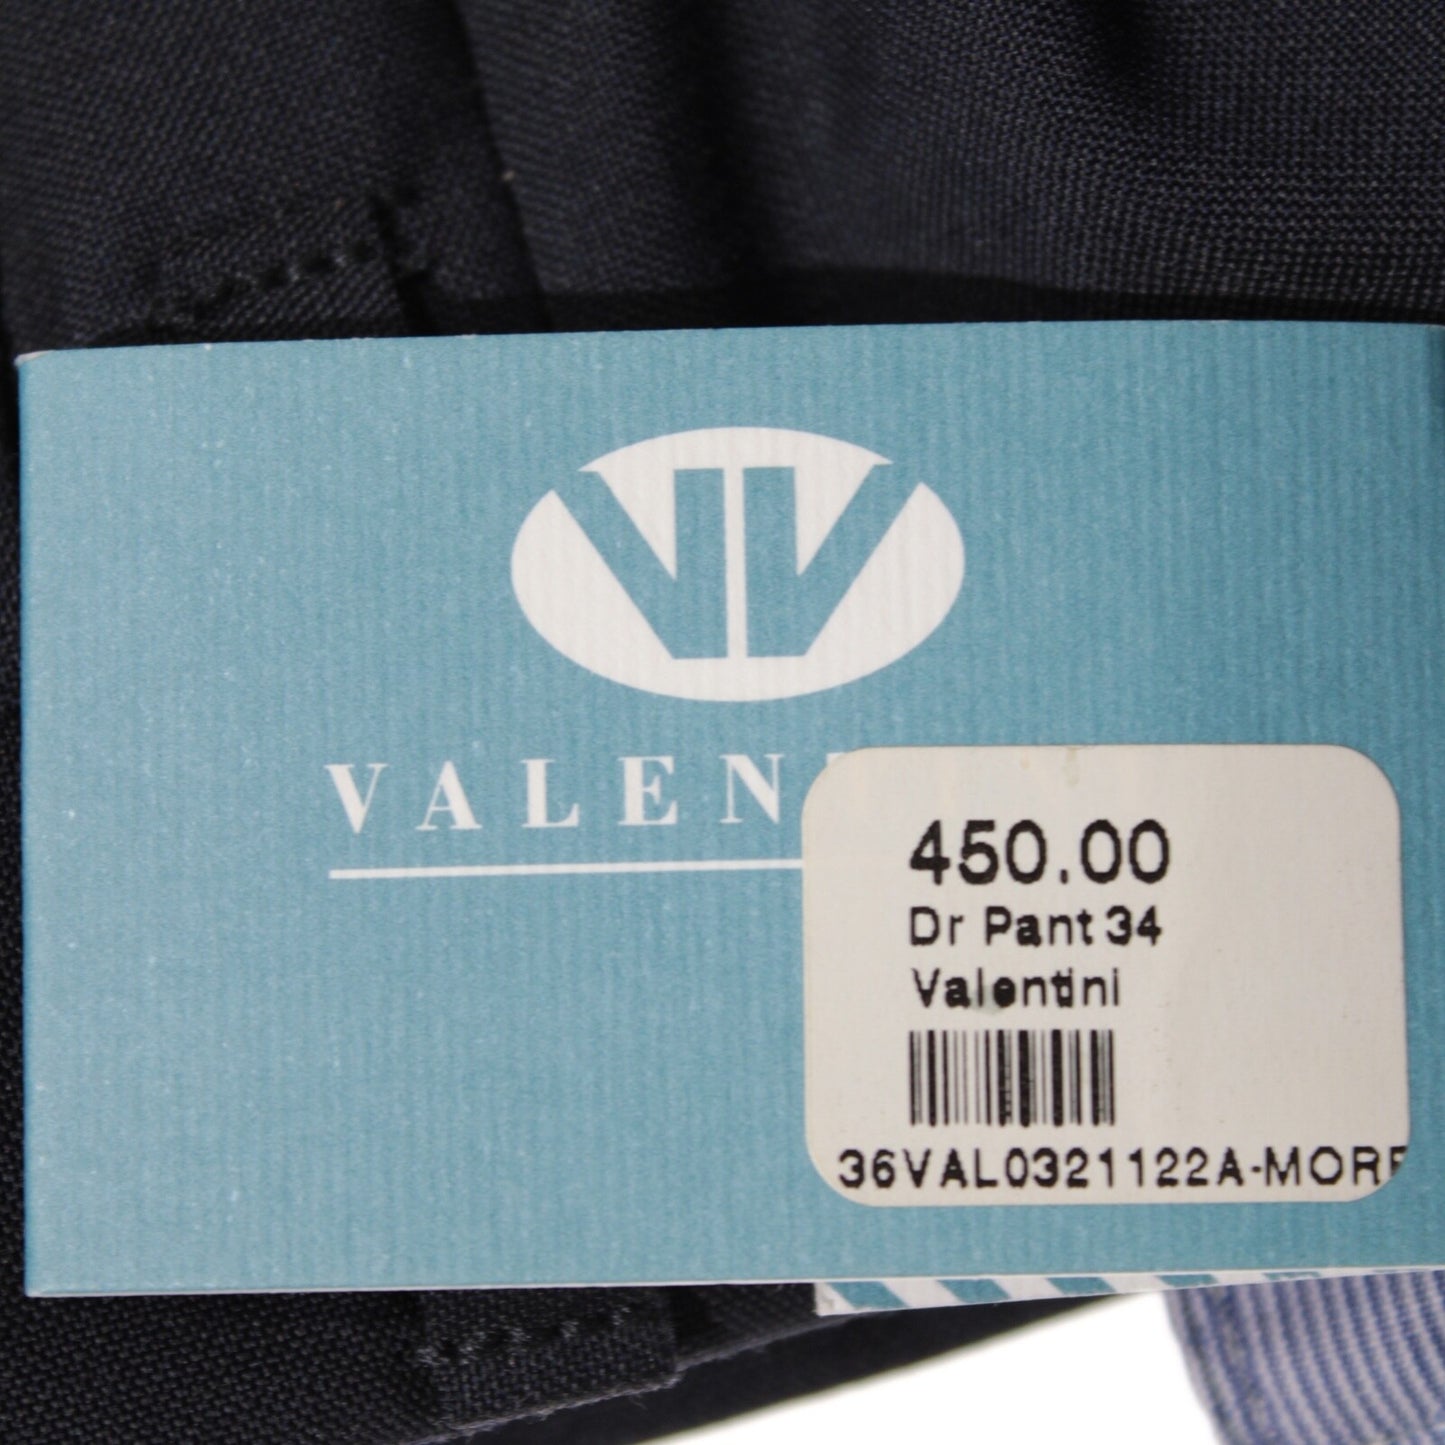 VALEN
450.00
Dr Pant 34
Valentini
36VAL0321122A-MOR